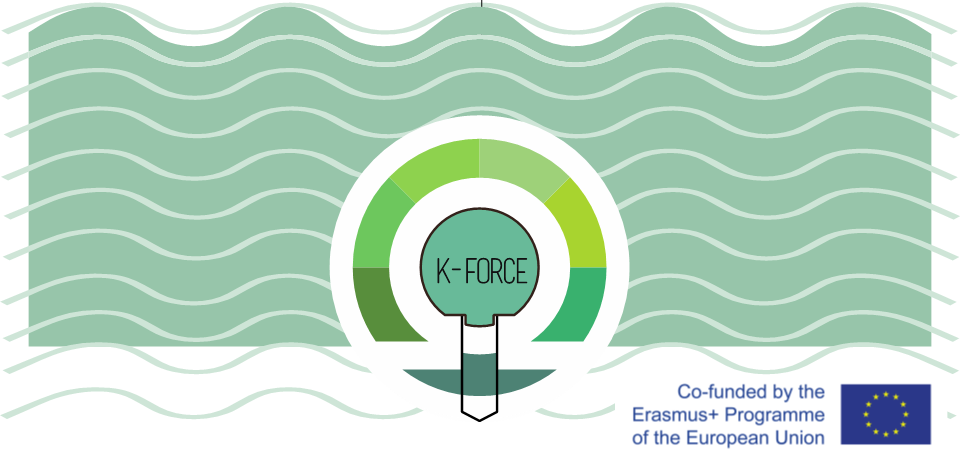 K-FORCE
Co-funded by the
Erasmus+ Programme
of the European Union